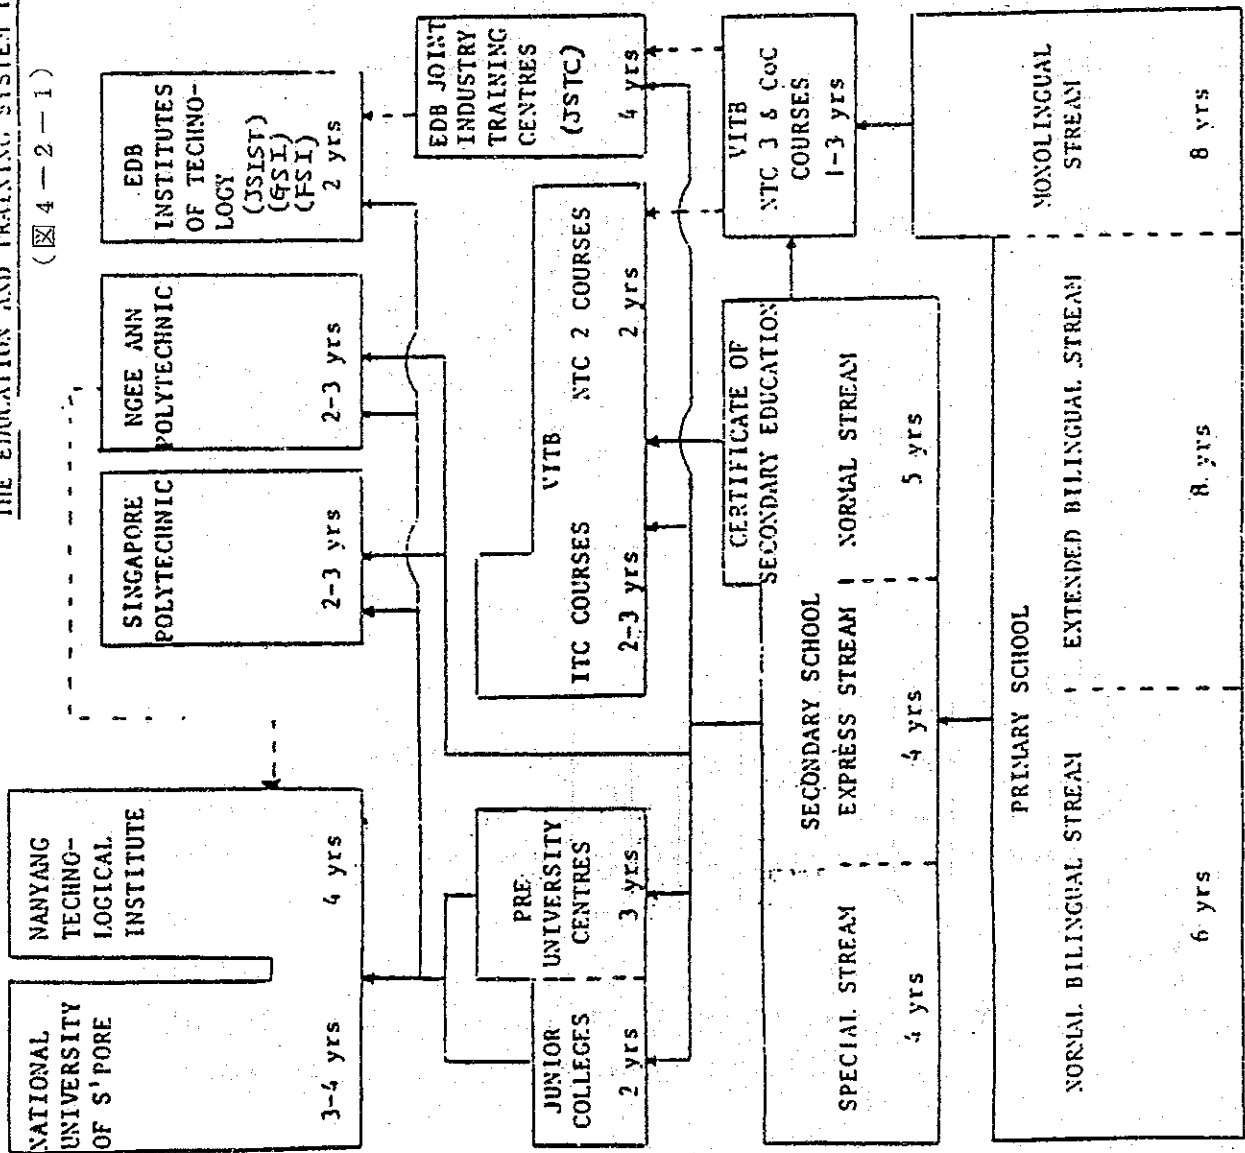 THE EDUCATION AND TRAINING SYSTEM
(図4-2-1)
NATIONAL
UNIVERSITY
OF S'PORE
3-4 yrs
NANYANG
TECHNO-
LOGICAL
INSTITUTE
4 yrs
SINGAPORE
POLYTECHNIC
2-3 yrs
NGEE ANN
POLYTECHNIC
2-3 yrs
EDB
INSTITUTES
OF TECHNO-
LOGY
(JSIST)
(GSI)
(FSI)
2 yrs
JUNIOR
COLLEGES
2 yrs
PRE
UNIVERSITY
CENTRES
3 yrs
VITB
ITC COURSES
2-3 yrs
NTC 2 COURSES
2 yrs
EDB JOINT
INDUSTRY
TRAINING
CENTRES
(JSTC)
4 yrs
CERTIFICATE OF
SECONDARY EDUCATION
SECONDARY SCHOOL
SPECIAL STREAM
4 yrs
EXPRESS STREAM
4 yrs
NORMAL STREAM
5 yrs
VITB
NTC 3 & CoC
COURSES
1-3 yrs
PRIMARY SCHOOL
NORMAL BILINGUAL STREAM
6 yrs
EXTENDED BILINGUAL STREAM
8 yrs
MONOLINGUAL
STREAM
8 yrs